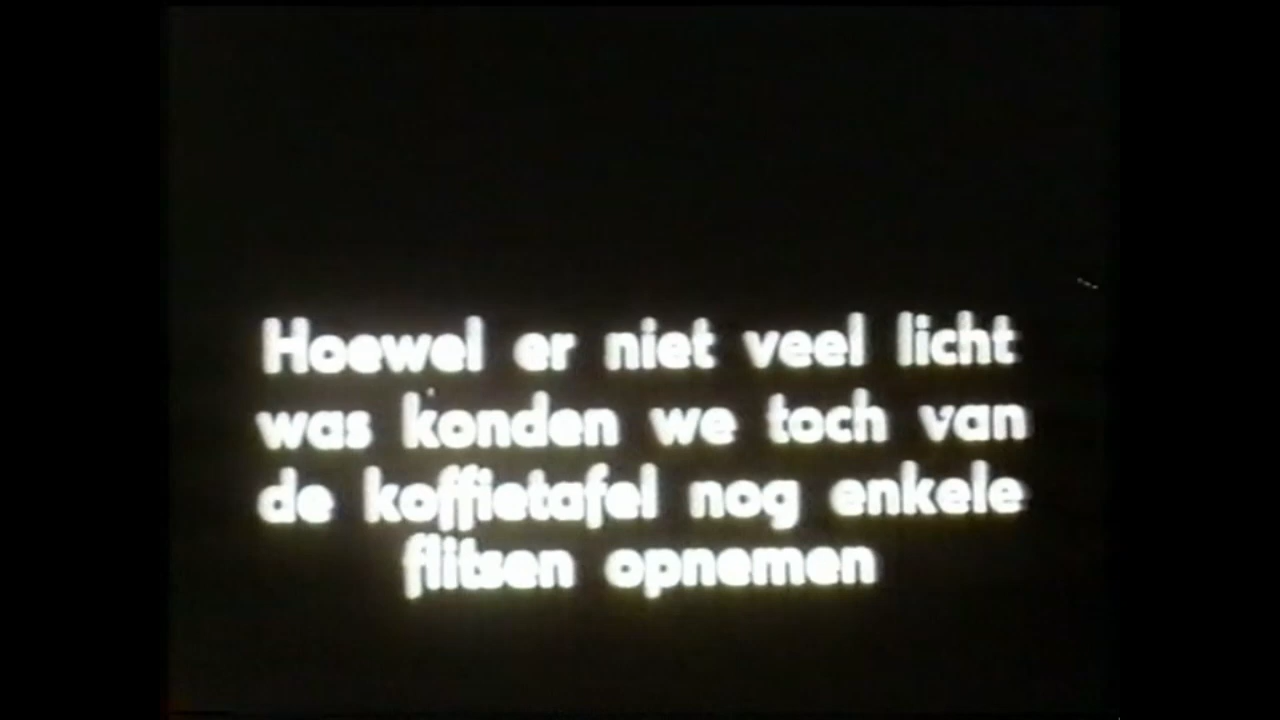 Hoewel er niet veel licht
was konden we toch van
de koffietafel nog enkele
flitsen opnemen